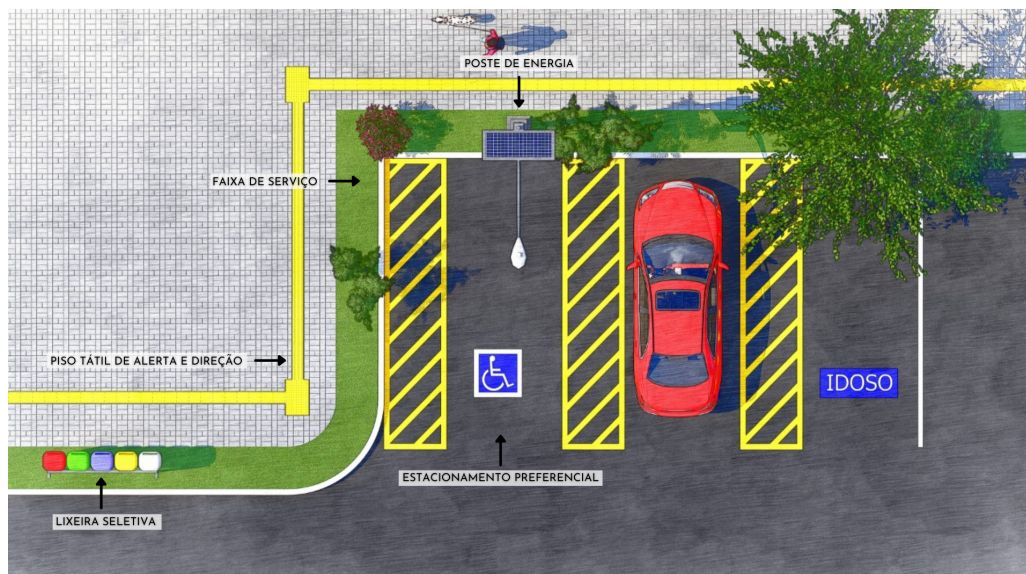 POSTE DE ENERGIA
FAIXA DE SERVIÇO
PISO TÁTIL DE ALERTA E DIREÇÃO
IDOSO
ESTACIONAMENTO PREFERENCIAL
LIXEIRA SELETIVA